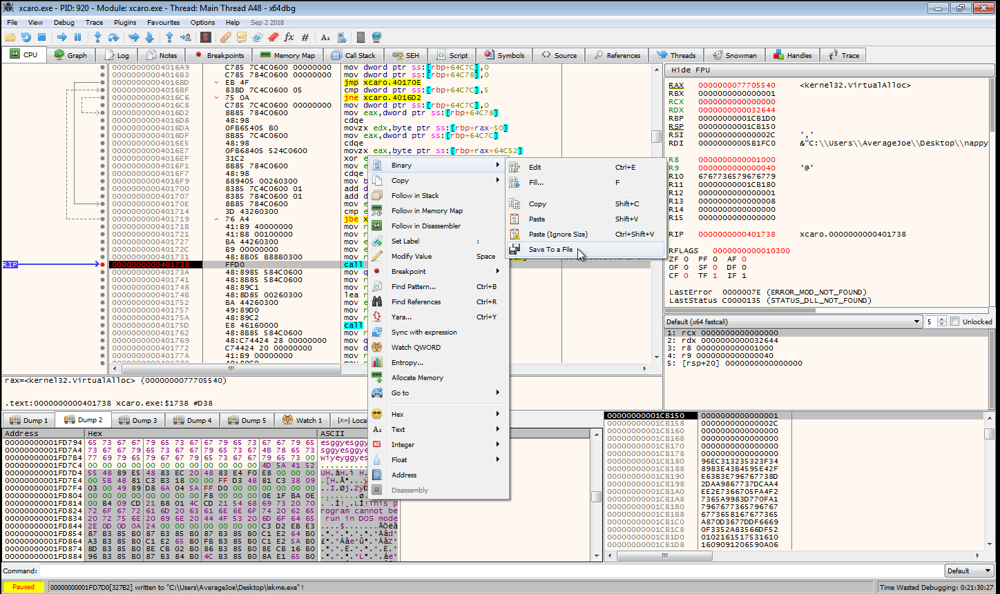 xcaro.exe - PID: 920 - Module: xcaro.exe - Thread: Main Thread A48 - x64dbg
File View Debug Trace Plugins Favourites Options Help Sep 2 2018
CPU Graph Log Notes Breakpoints Memory Map Call Stack SEH Script Symbols Source References Threads Snowman Handles Trace
00000000004016A9 C785 7C4C0600 00000000 mov dword ptr ss:[rbp+64C7C],0
00000000004016B3 C785 784C0600 00000000 mov dword ptr ss:[rbp+64C78],0
00000000004016BD EB 4F jmp xcaro.40170E
00000000004016BF 83BD 7C4C0600 05 cmp dword ptr ss:[rbp+64C7C],5
00000000004016C6 75 0A jne xcaro.4016D2
00000000004016C8 C785 7C4C0600 00000000 mov dword ptr ss:[rbp+64C7C],0
00000000004016D2 8B85 784C0600 mov eax,dword ptr ss:[rbp+64C78]
00000000004016D8 48:98 cdqe
00000000004016DA 0FB65405 B0 movzx edx,byte ptr ss:[rbp+rax-50]
00000000004016DF 8B85 7C4C0600 mov eax,dword ptr ss:[rbp+64C7C]
00000000004016E5 48:98 cdqe
00000000004016E7 0FB68405 524C0600 movzx eax,byte ptr ss:[rbp+rax+64C52]
00000000004016EF 31C2 xor e
00000000004016F1 8B85 784C0600 mov e
00000000004016F7 48:98 cdqe
00000000004016F9 889405 00260300 mov b
0000000000401700 8385 7C4C0600 01 add d
0000000000401707 8385 784C0600 01 add d
000000000040170E 8B85 784C0600 mov e
0000000000401714 3D 43260300 cmp e
0000000000401719 76 A4 jbe x
000000000040171B 41:B9 40000000 mov r
0000000000401721 41:B8 00100000 mov r
0000000000401727 BA 44260300 mov e
000000000040172C B9 00000000 mov e
0000000000401731 48:8B05 B88B0300 mov r
RIP 0000000000401738 FFD0 call
000000000040173A 48:8985 584C0600 mov q
0000000000401741 48:8B85 584C0600 mov r
0000000000401748 48:89C1 mov r
000000000040174B 48:8D85 00260300 lea r
0000000000401752 BA 44260300 mov e
0000000000401757 49:89D0 mov r
000000000040175A 48:89C2 mov r
000000000040175D E8 46160000 call
0000000000401762 48:8B85 584C0600 mov r
0000000000401769 48:C74424 28 00000000 mov q
0000000000401772 C74424 20 00000000 mov d
000000000040177A 41:B9 00000000 mov r
Binary
Copy
Follow in Stack
Follow in Memory Map
Follow in Disassembler
Set Label :
Modify Value Space
Breakpoint
Find Pattern... Ctrl+B
Find References Ctrl+R
Yara... Ctrl+Y
Sync with expression
Watch QWORD
Entropy...
Allocate Memory
Go to
Hex
Text
Integer
Float
Address
Disassembly
Edit Ctrl+E
Fill... F
Copy Shift+C
Paste Shift+V
Paste (Ignore Size) Ctrl+Shift+V
Save To a File
Hide FPU
RAX 0000000077705540 <kernel32.VirtualAlloc>
RBX 0000000000000001
RCX 0000000000000000
RDX 0000000000032644
RBP 00000000001CB1D0
RSP 00000000001CB150
RSI 000000000000002C ','
RDI 0000000000581FC0 &"C:\\Users\\AverageJoe\\Desktop\\nappy
R8 0000000000001000
R9 0000000000000040 '@'
R10 6767736579676779
R11 00000000001CB180
R12 0000000000000001
R13 0000000000000008
R14 0000000000000000
R15 0000000000000000
RIP 0000000000401738 xcaro.0000000000401738
RFLAGS 0000000000010300
ZF 0 PF 0 AF 0
OF 0 SF 0 DF 0
CF 0 TF 1 IF 1
LastError 0000007E (ERROR_MOD_NOT_FOUND)
LastStatus C0000135 (STATUS_DLL_NOT_FOUND)
Default (x64 fastcall) 5 Unlocked
1: rcx 0000000000000000
2: rdx 0000000000032644
3: r8 0000000000001000
4: r9 0000000000000040
5: [rsp+20] 0000000000000000
rax=<kernel32.VirtualAlloc> (0000000077705540)
.text:0000000000401738 xcaro.exe:$1738 #D38
Dump 1 Dump 2 Dump 3 Dump 4 Dump 5 Watch 1 [x=] Loca
Address Hex ASCII
00000000001FD794 65 73 67 67 79 65 73 67 67 79 65 73 67 67 79 65 esggyesggy
00000000001FD7A4 73 67 67 79 65 73 67 67 79 65 73 67 4B 78 65 73 sggyesggye
00000000001FD7B4 77 69 79 65 67 67 79 65 73 67 67 79 65 73 00 wiyeyggyes
00000000001FD7C4 00 00 00 00 00 00 00 00 00 00 00 00 4D 5A 41 52
00000000001FD7D4 55 48 89 E5 48 83 EC 20 48 83 E4 F0 E8 00 00 00 UH.åH.ì H.
00000000001FD7E4 00 5B 48 81 C3 B3 18 00 00 FF D3 48 81 C3 38 09
00000000001FD7F4 03 00 49 89 D8 6A 04 5A FF D0 00 00 00 00 00 00
00000000001FD804 00 00 00 00 00 00 00 00 F8 00 00 00 0E 1F BA 0E
00000000001FD814 00 B4 09 CD 21 B8 01 4C CD 21 54 68 69 73 20 70 .´.Í!¸.LÍ!This p
00000000001FD824 72 6F 67 72 61 6D 20 63 61 6E 6E 6F 74 20 62 65 rogram cannot be
00000000001FD834 20 72 75 6E 20 69 6E 20 44 4F 53 20 6D 6F 64 65 run in DOS mode
00000000001FD844 2E 0D 0D 0A 24 00 00 00 00 00 00 00 C3 D2 EB E3
00000000001FD854 87 B3 85 B0 87 B3 85 B0 87 B3 85 B0 C1 E2 64 B0
00000000001FD864 A3 B3 85 B0 C1 E2 65 B0 FB B3 85 B0 C1 E2 5A B0
00000000001FD874 8D B3 85 B0 8E CB 02 B0 86 B3 85 B0 8E CB 16 B0
00000000001FD884 96 B3 85 B0 87 B3 84 B0 4C B3 85 B0 8A E1 65 B0
00000000001CB150 0000000000000001
00000000001CB158 000000000000002C
00000000001CB160 0000000000000000
00000000001CB168 0000000000000000
00000000001CB170 0000000000000000
00000000001CB178 0000000000000000
00000000001CB180 96EC313235323F34
00000000001CB188 8983E43B4595E42F
00000000001CB190 E63B3E796767738D
00000000001CB198 2DAA9867737DCAA4
00000000001CB1A0 EE2E7366705FA4F2
00000000001CB1A8 7365A9983D770FA1
00000000001CB1B0 7967677365796767
00000000001CB1B8 6773658167677365
00000000001CB1C0 A870D3677DDF6669
00000000001CB1C8 0F3352A83566DF52
00000000001CB1D0 0102161517531610
00000000001CB1D8 1609091206590A06
Command: Default
Paused 00000000001FD7D0[327B2] written to "C:\Users\AverageJoe\Desktop\lekme.exe" ! Time Wasted Debugging: 0:21:30:27